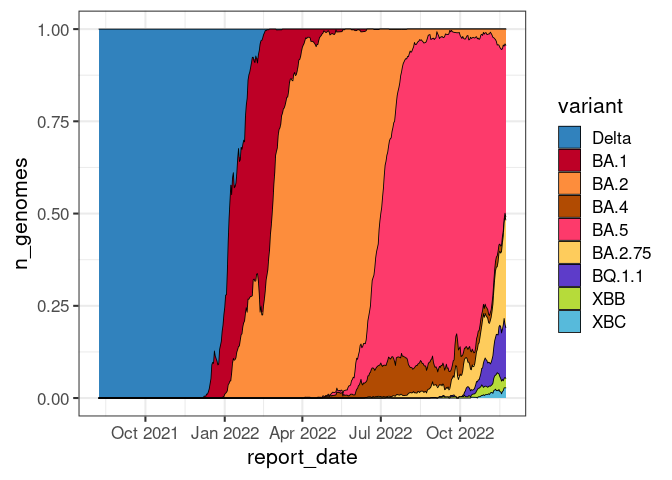 1.00
0.75
0.50
0.25
0.00
n_genomes
Oct 2021 Jan 2022 Apr 2022 Jul 2022 Oct 2022
report_date
variant
Delta
BA.1
BA.2
BA.4
BA.5
BA.2.75
BQ.1.1
XBB
XBC